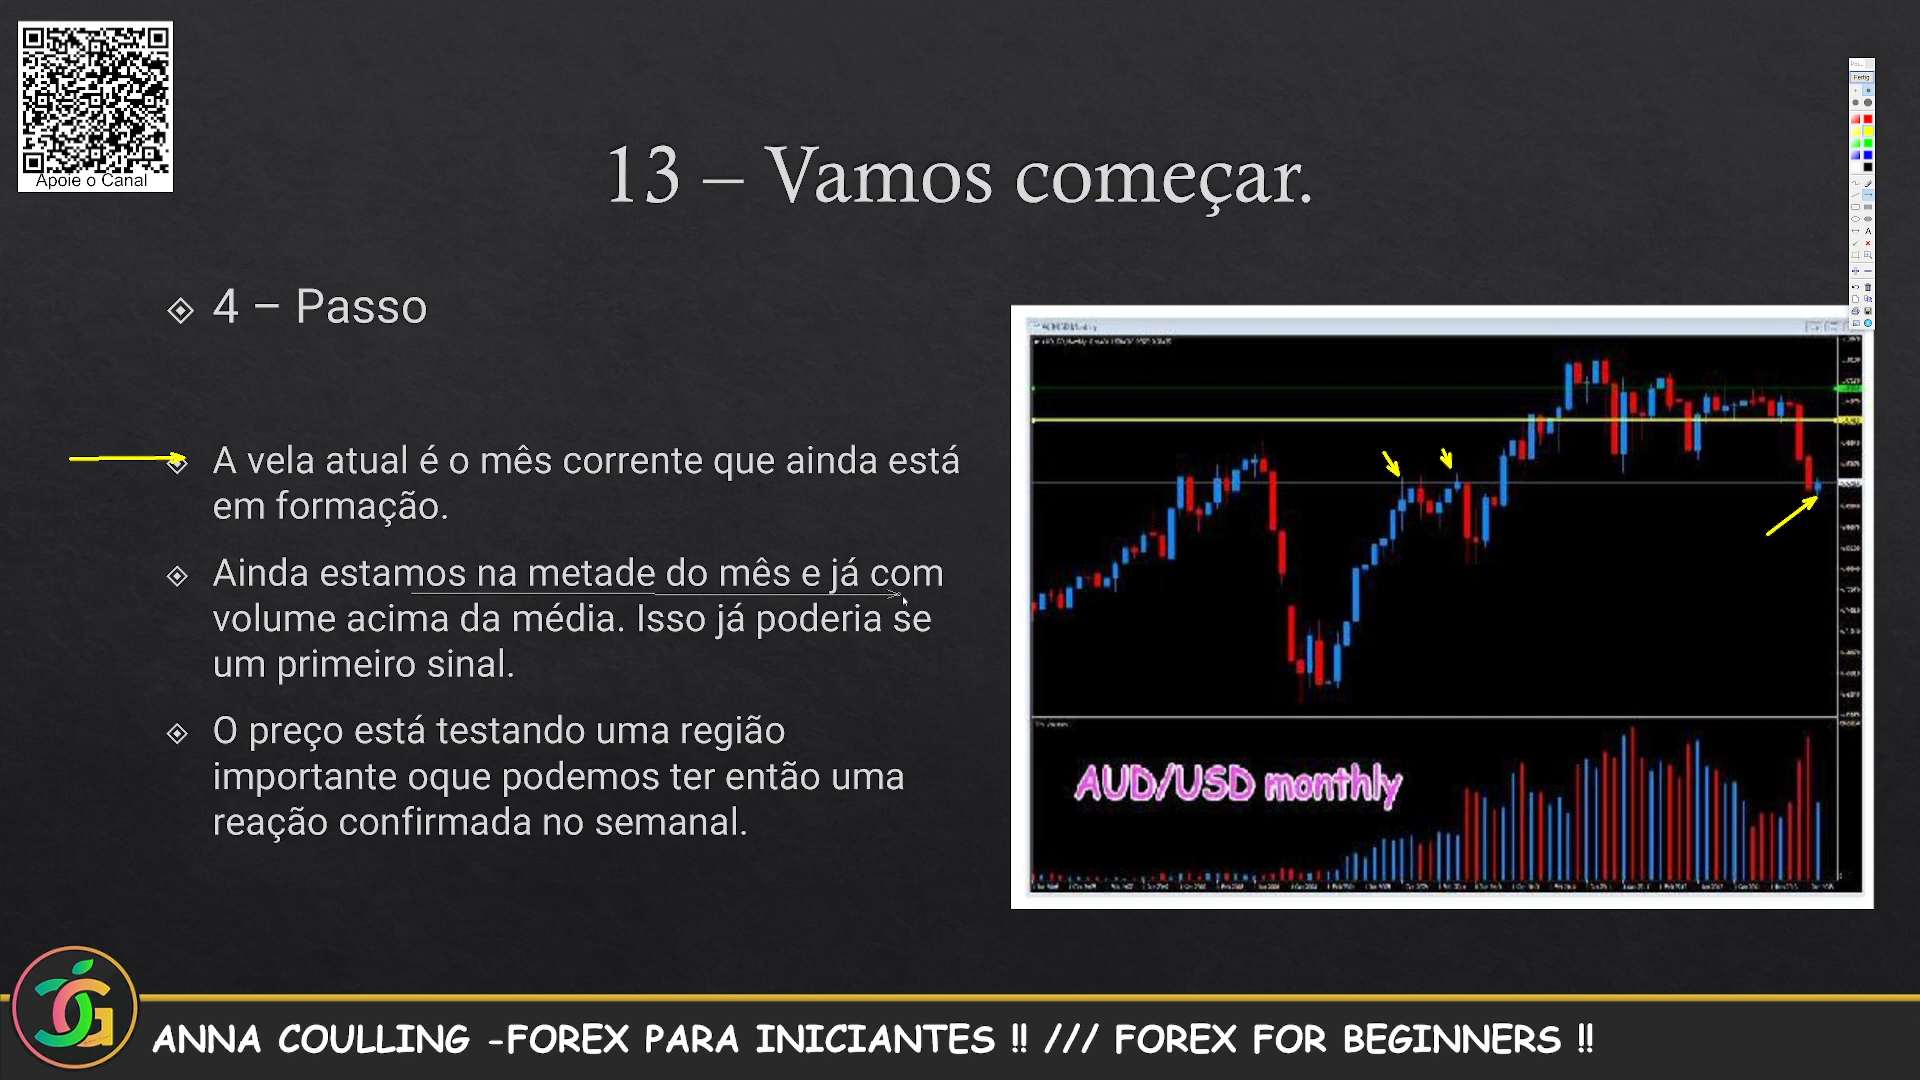 Apoie o Canal
Fertig
13 – Vamos começar.
4 – Passo
A vela atual é o mês corrente que ainda está
em formação.
Ainda estamos na metade do mês e já com
volume acima da média. Isso já poderia se
um primeiro sinal.
O preço está testando uma região
importante oque podemos ter então uma
reação confirmada no semanal.
AUD/USD monthly
ANNA COULLING -FOREX PARA INICIANTES !! /// FOREX FOR BEGINNERS !!